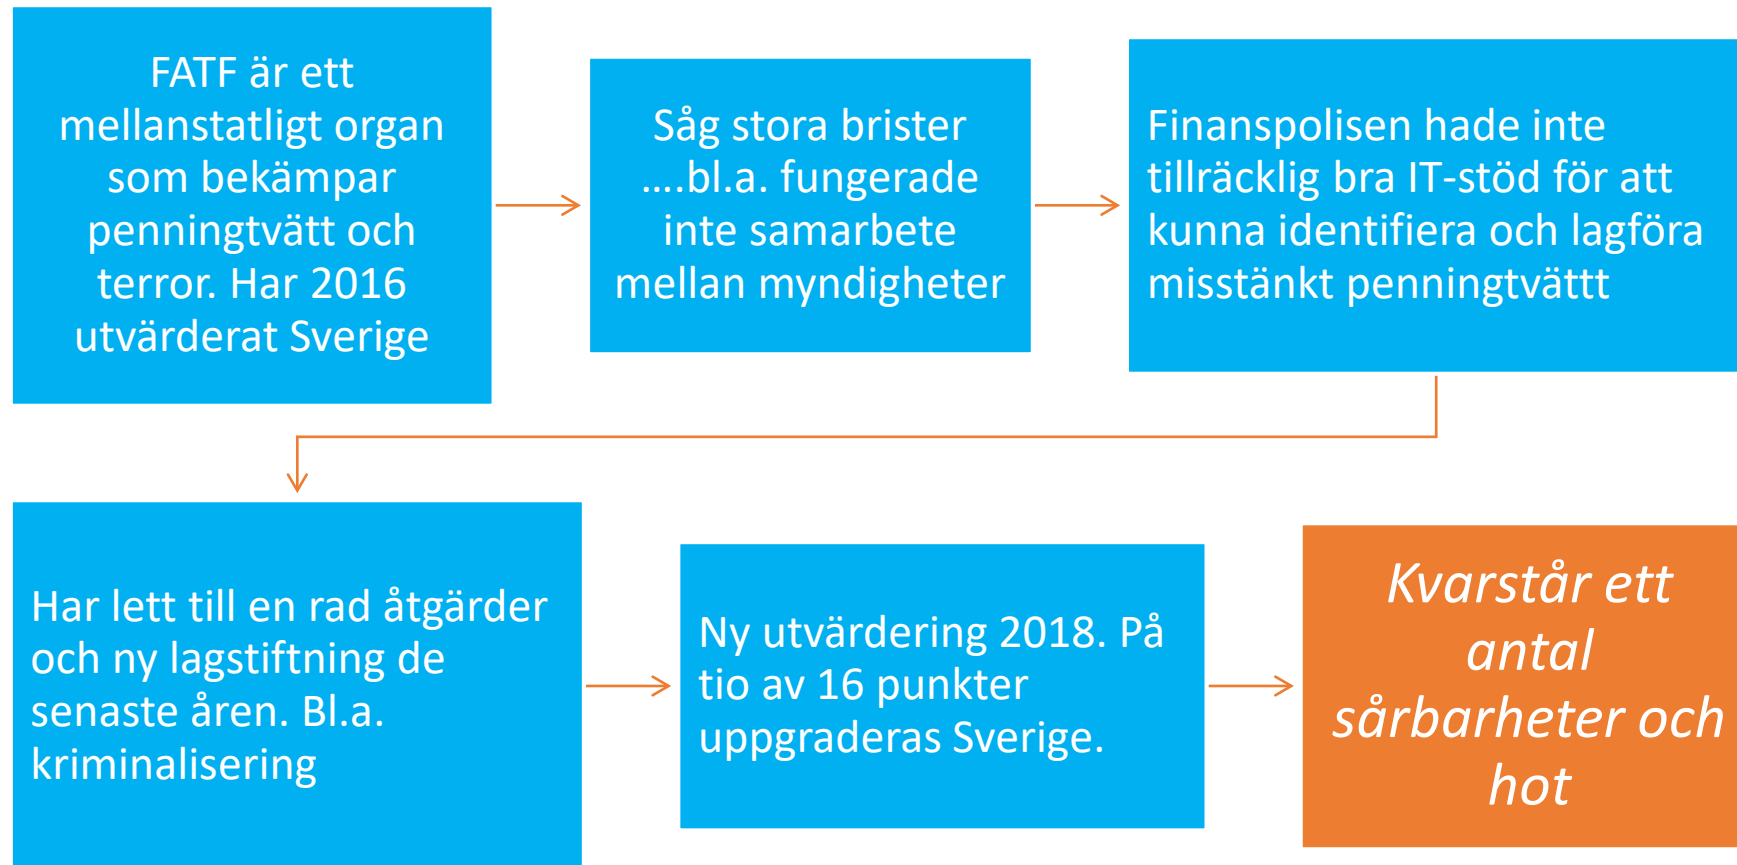 FATF är ett
mellanstatligt organ
som bekämpar
penningtvätt och
terror. Har 2016
utvärderat Sverige
Såg stora brister
….bl.a. fungerade
inte samarbete
mellan myndigheter
Finanspolisen hade inte
tillräcklig bra IT-stöd för att
kunna identifiera och lagföra
misstänkt penningtvättt
Har lett till en rad åtgärder
och ny lagstiftning de
senaste åren. Bl.a.
kriminalisering
Ny utvärdering 2018. På
tio av 16 punkter
uppgraderas Sverige.
Kvarstår ett
antal
sårbarheter och
hot